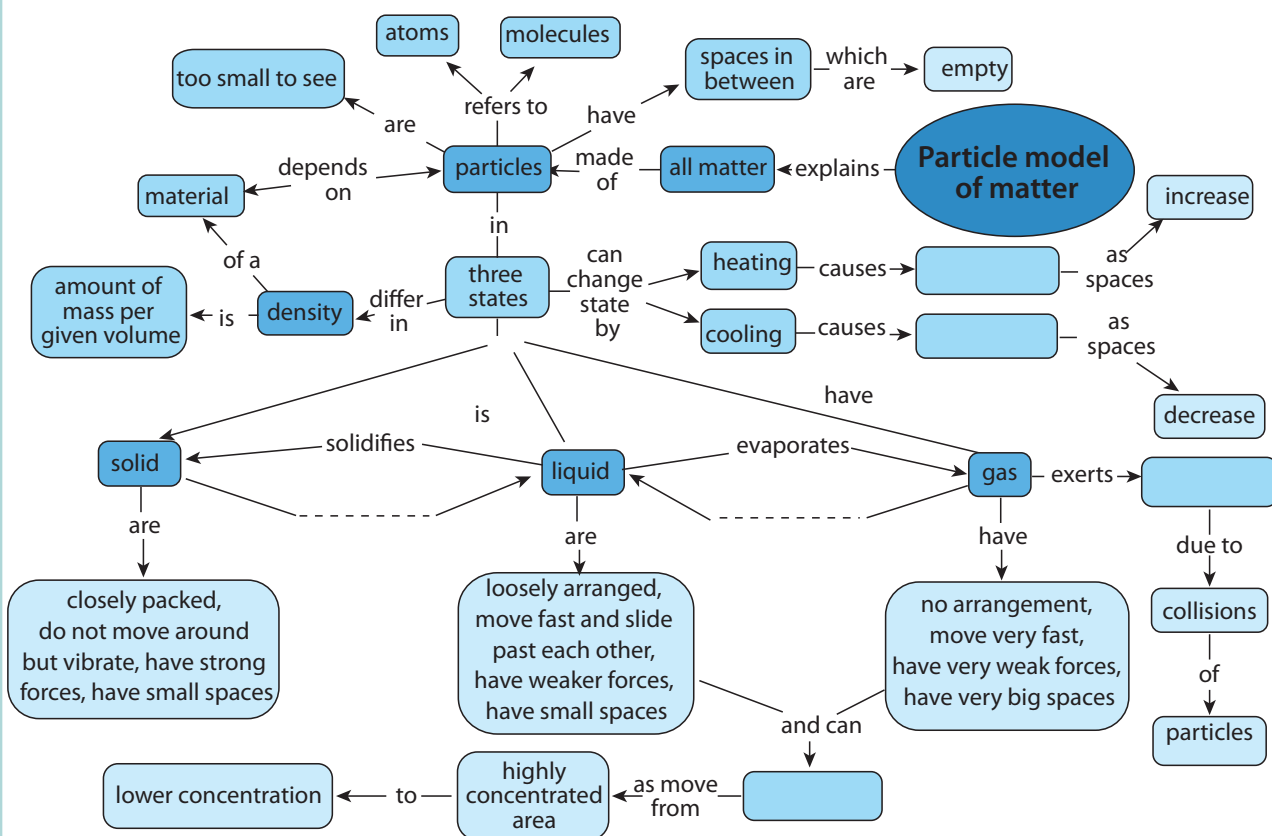 atoms
molecules
too small to see
refers to
spaces in
between
which
are
empty
are
have
particles
made
of
all matter
explains
Particle model
of matter
depends
on
material
in
increase
of a
three
states
can
change
state
by
heating
causes
as
spaces
amount of
mass per
given volume
is
density
differ
in
cooling
causes
as
spaces
decrease
is
have
solid
solidifies
liquid
evaporates
gas
exerts
are
are
have
due to
closely packed,
do not move around
but vibrate, have strong
forces, have small spaces
loosely arranged,
move fast and slide
past each other,
have weaker forces,
have small spaces
no arrangement,
move very fast,
have very weak forces,
have very big spaces
collisions
of
particles
and can
lower concentration
to
highly
concentrated
area
as move
from